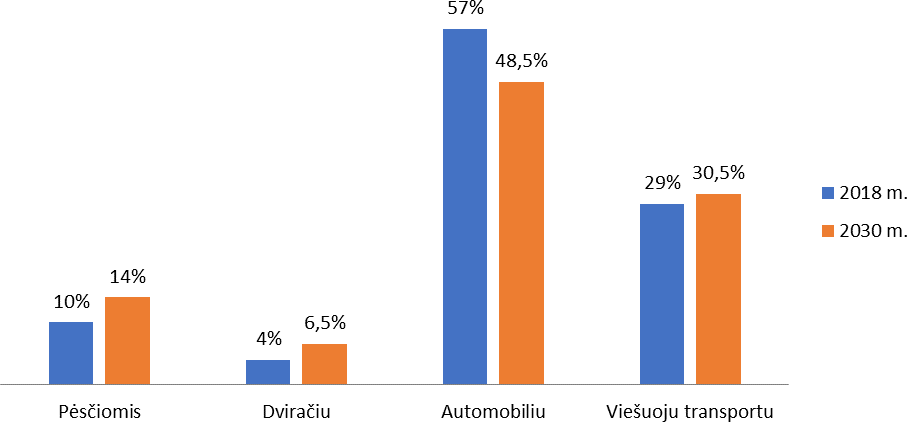 57%
48,5%
29%
30,5%
2018 m.
2030 m.
10%
14%
4%
6,5%
Pėsčiomis
Dviračiu
Automobiliu
Viešuoju transportu